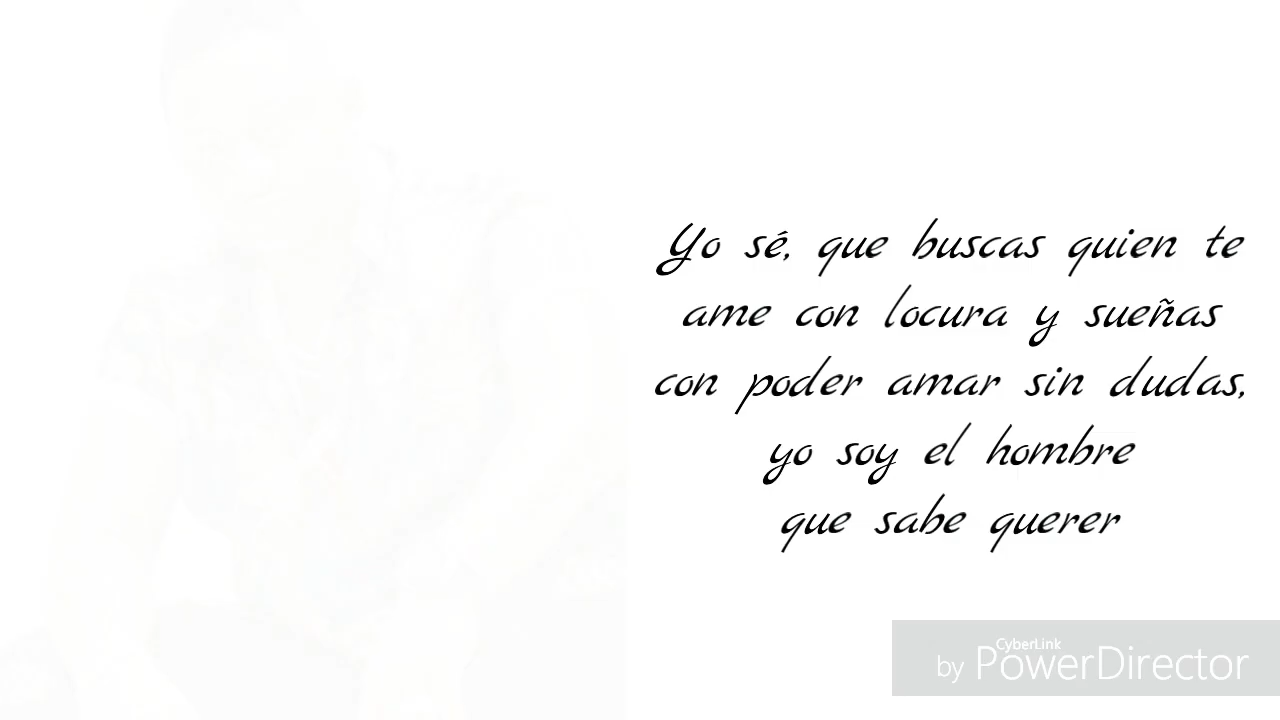 Yo sé, que buscas quien te
ame con locura y sueñas
con poder amar sin dudas,
yo soy el hombre
que sabe querer
CyberLink
by PowerDirector